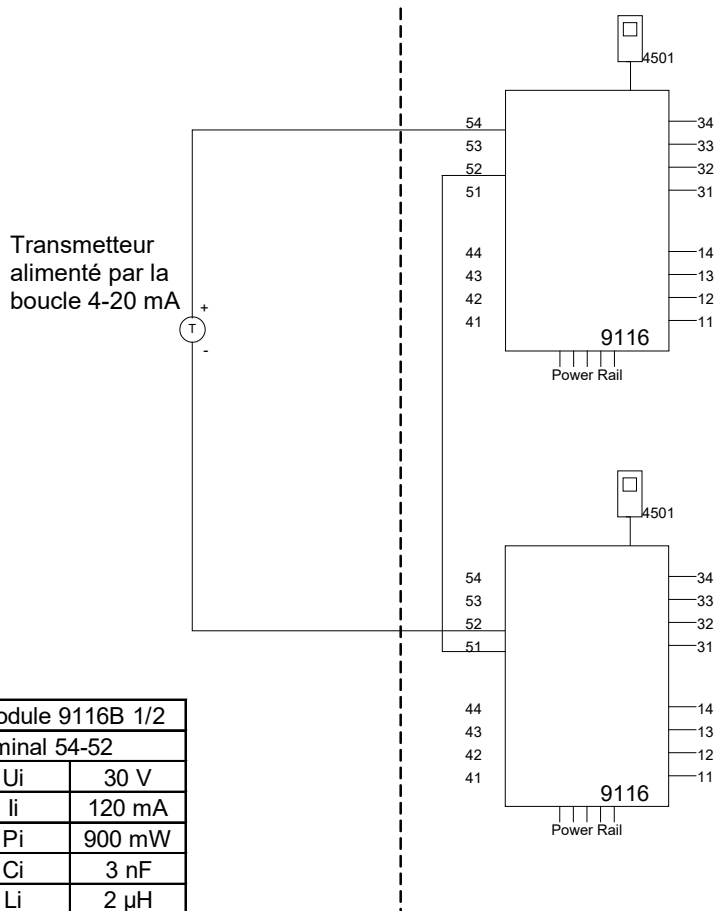 4501
54
34
53
33
52
32
51
31
Transmetteur
alimenté par la
boucle 4-20 mA
44
14
43
13
42
12
41
11
+
T
-
9116
Power Rail
4501
54
34
53
33
52
32
51
31
44
14
43
13
42
12
41
11
9116
Power Rail
odule 9116B 1/2
minal 54-52
Ui 30 V
Ii 120 mA
Pi 900 mW
Ci 3 nF
Li 2 µH